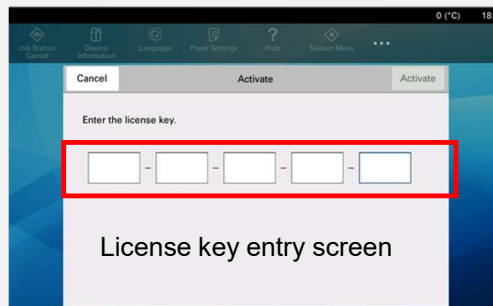 0 (°C) 18
Job Status/ Cancel
Device Information
Language
Paper Settings
Help
System Menu
Cancel Activate Activate
Enter the license key.
- - - -
License key entry screen